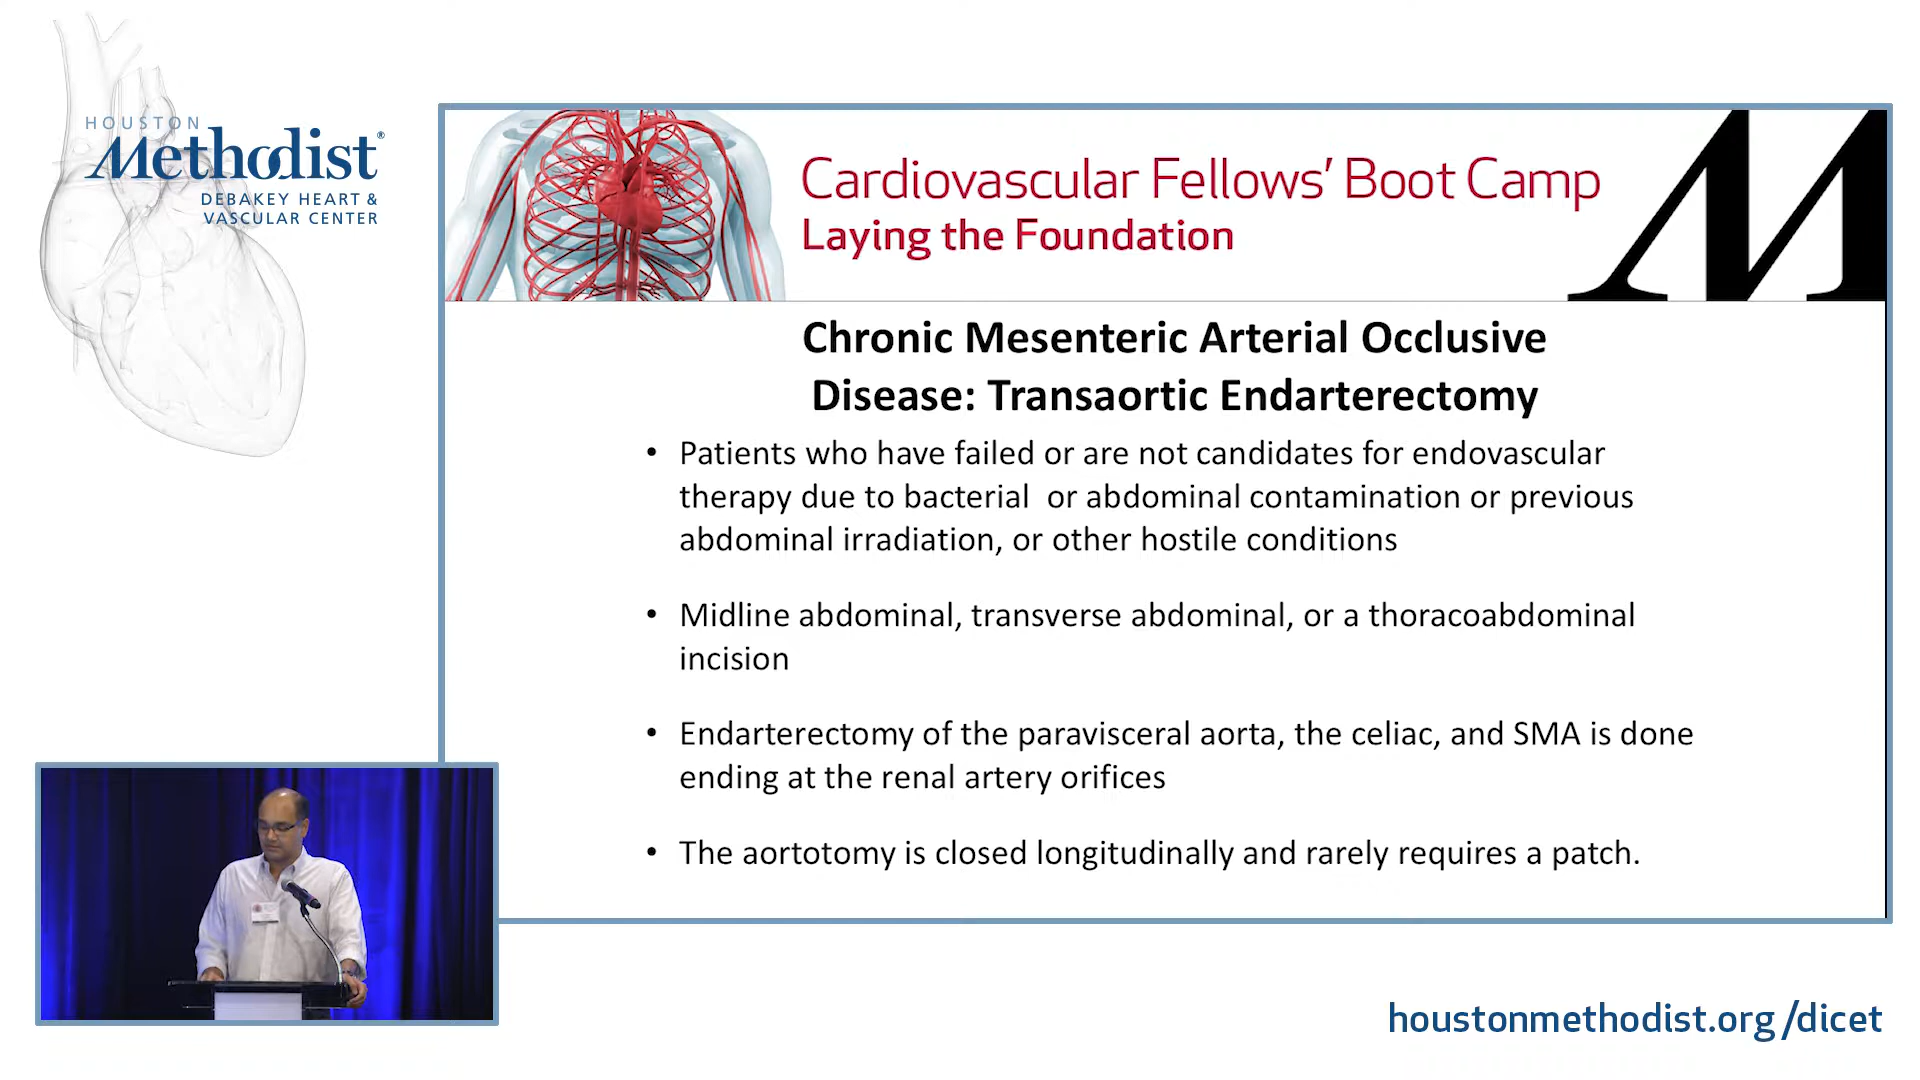 HOUSTON
Methodist®
DEBAKEY HEART &
VASCULAR CENTER
Cardiovascular Fellows’ Boot Camp
Laying the Foundation
M
Chronic Mesenteric Arterial Occlusive
Disease: Transaortic Endarterectomy
• Patients who have failed or are not candidates for endovascular
therapy due to bacterial  or abdominal contamination or previous
abdominal irradiation, or other hostile conditions
• Midline abdominal, transverse abdominal, or a thoracoabdominal
incision
• Endarterectomy of the paravisceral aorta, the celiac, and SMA is done
ending at the renal artery orifices
• The aortotomy is closed longitudinally and rarely requires a patch.
houstonmethodist.org/dicet